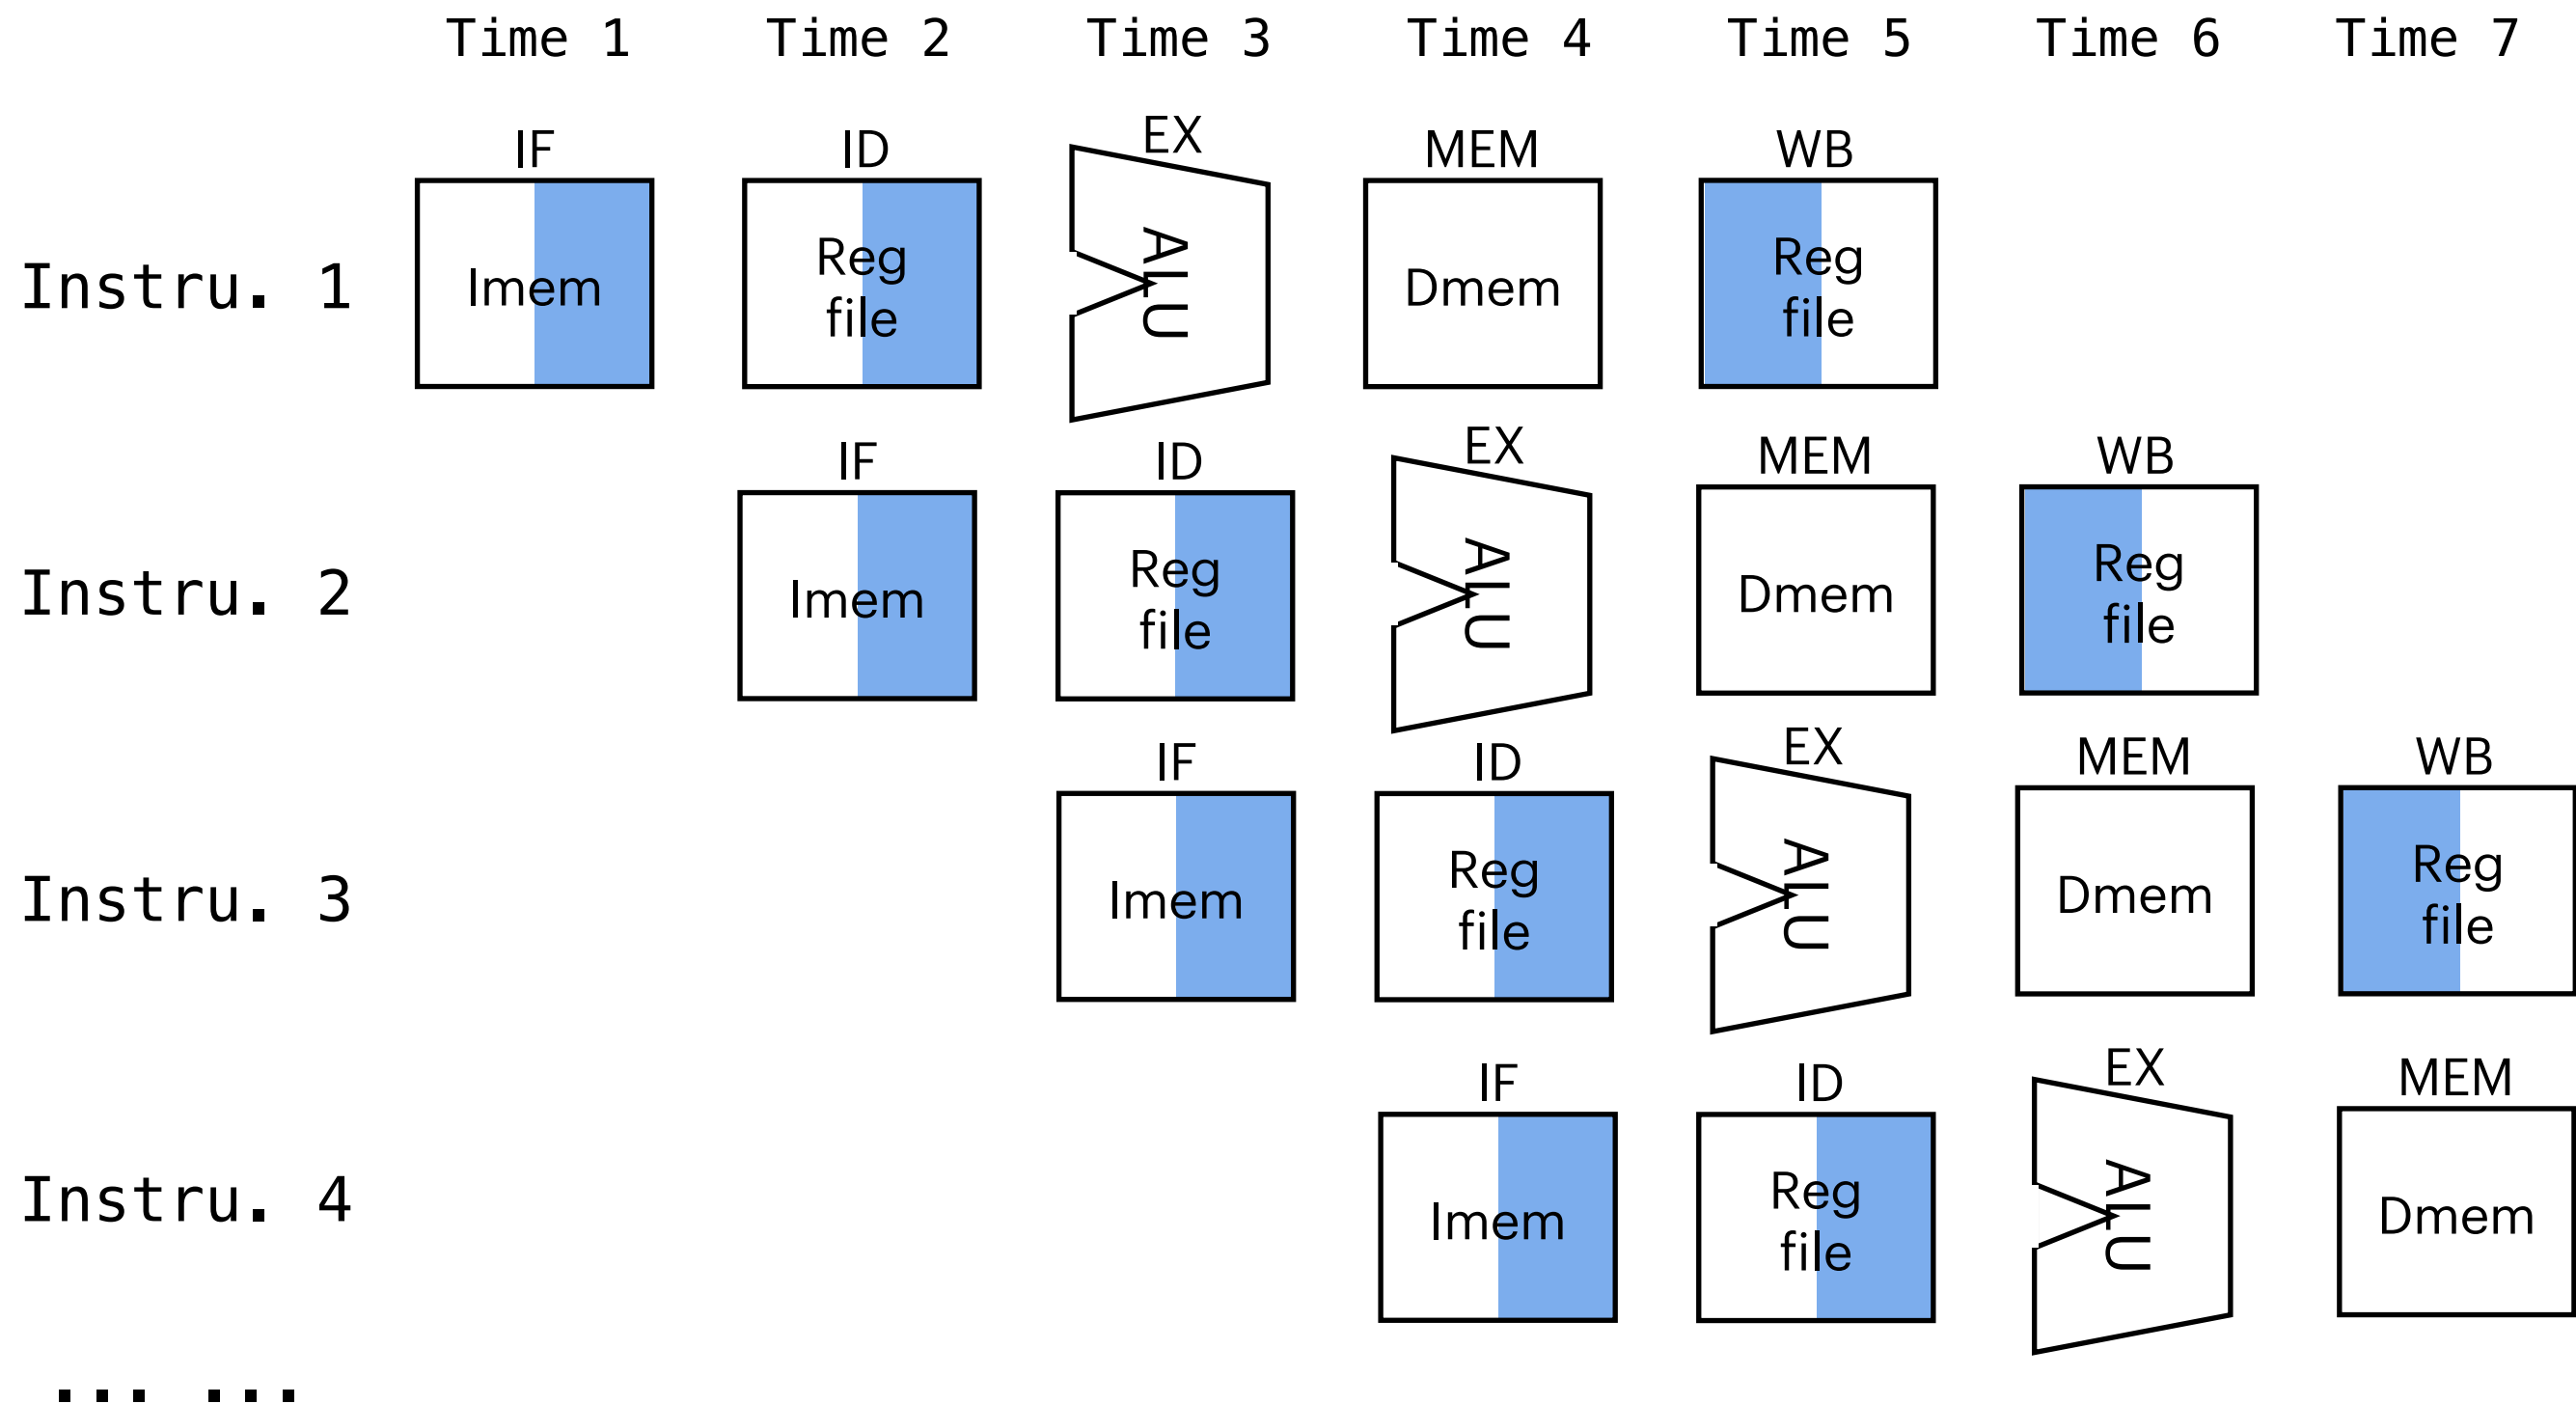 Time 1 Time 2 Time 3 Time 4 Time 5 Time 6 Time 7
IF ID EX MEM WB
Instru. 1 Imem Reg file ALU Dmem Reg file
IF ID EX MEM WB
Instru. 2 Imem Reg file ALU Dmem Reg file
IF ID EX MEM WB
Instru. 3 Imem Reg file ALU Dmem Reg file
IF ID EX MEM
Instru. 4 Imem Reg file ALU Dmem
... ...